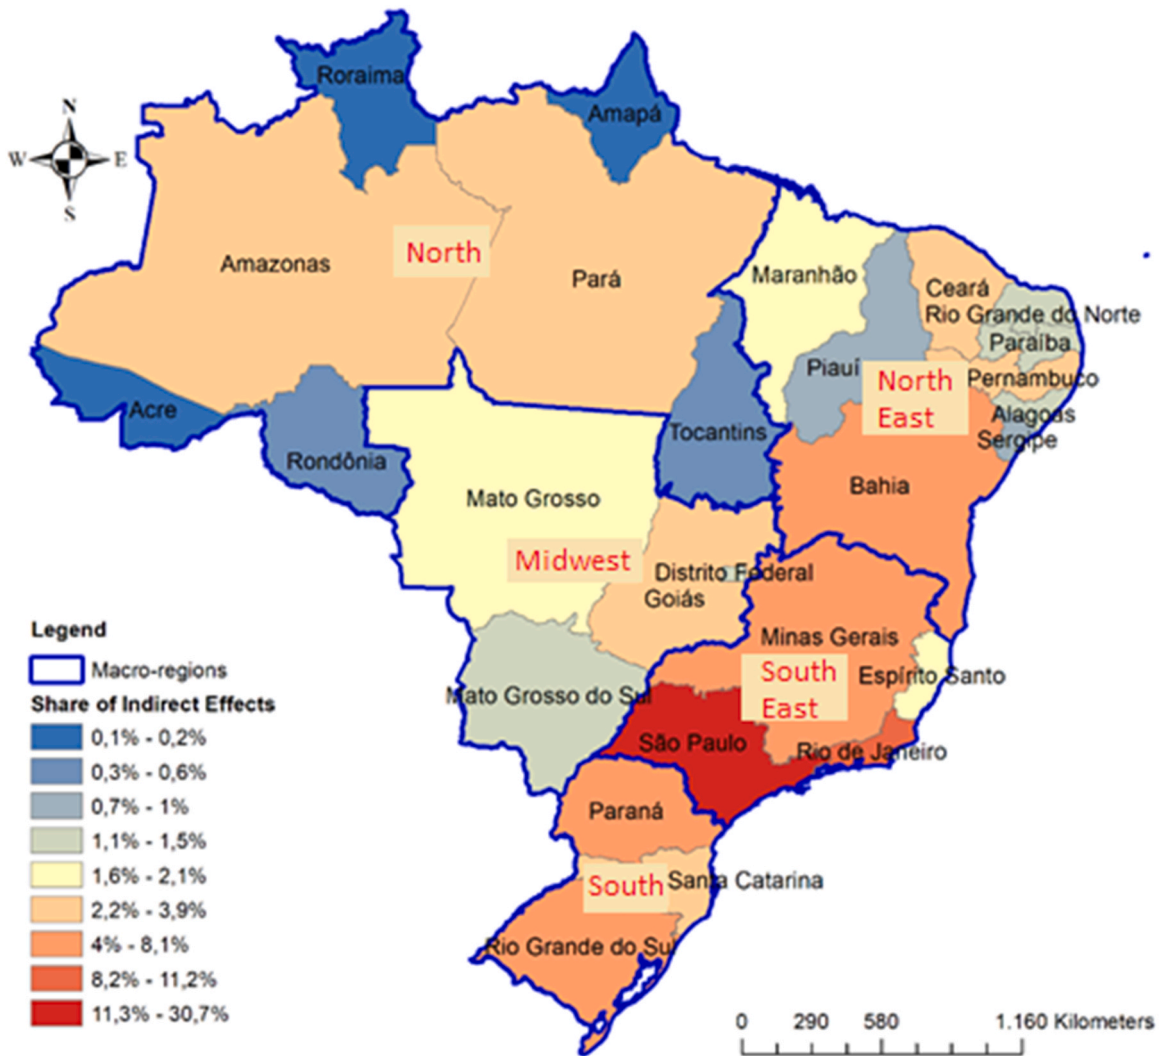 Roraima
Amapá
N
W
E
S
North
Amazonas
Pará
Maranhão
Ceará
Rio Grande do Norte
Paraíba
Piauí
North
East
Pernambuco
Alagoas
Sergipe
Acre
Tocantins
Rondônia
Bahia
Mato Grosso
Midwest
Distrito Federal
Goiás
Minas Gerais
South
East
Espírito Santo
Mato Grosso do Sul
São Paulo
Rio de Janeiro
Paraná
South
Santa Catarina
Rio Grande do Sul
Legend
Macro-regions
Share of Indirect Effects
0,1% - 0,2%
0,3% - 0,6%
0,7% - 1%
1,1% - 1,5%
1,6% - 2,1%
2,2% - 3,9%
4% - 8,1%
8,2% - 11,2%
11,3% - 30,7%
0 290 580 1.160 Kilometers